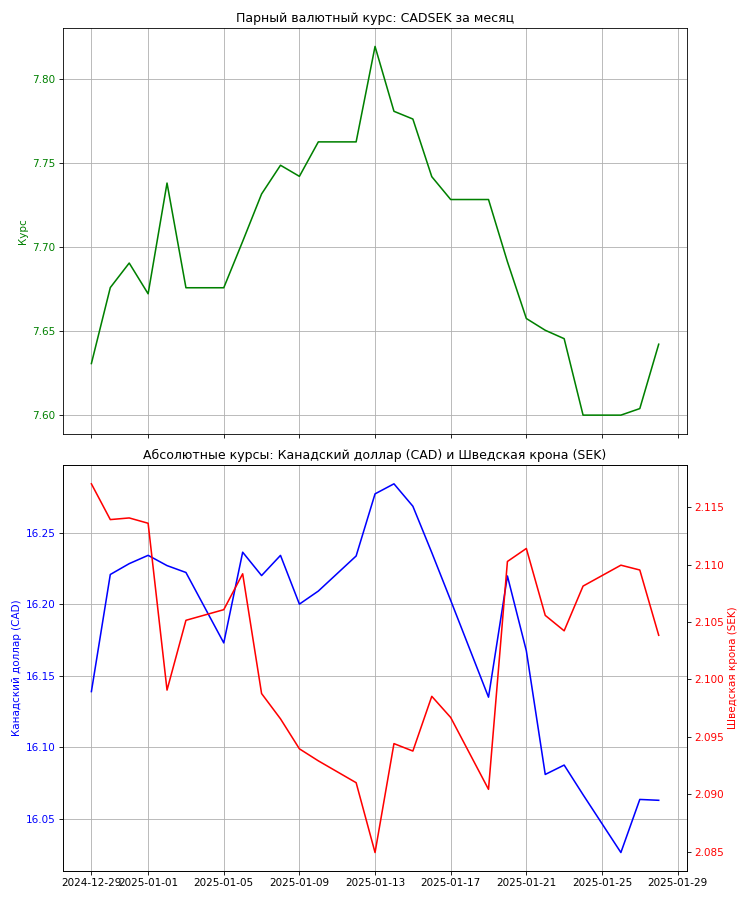 Парный валютный курс: CADSEK за месяц
Курс
7.80
7.75
7.70
7.65
7.60
Абсолютные курсы: Канадский доллар (CAD) и Шведская крона (SEK)
Канадский доллар (CAD)
16.25
16.20
16.15
16.10
16.05
2.115
2.110
2.105
2.100
2.095
2.090
2.085
Шведская крона (SEK)
2024-12-29 2025-01-01 2025-01-05 2025-01-09 2025-01-13 2025-01-17 2025-01-21 2025-01-25 2025-01-29